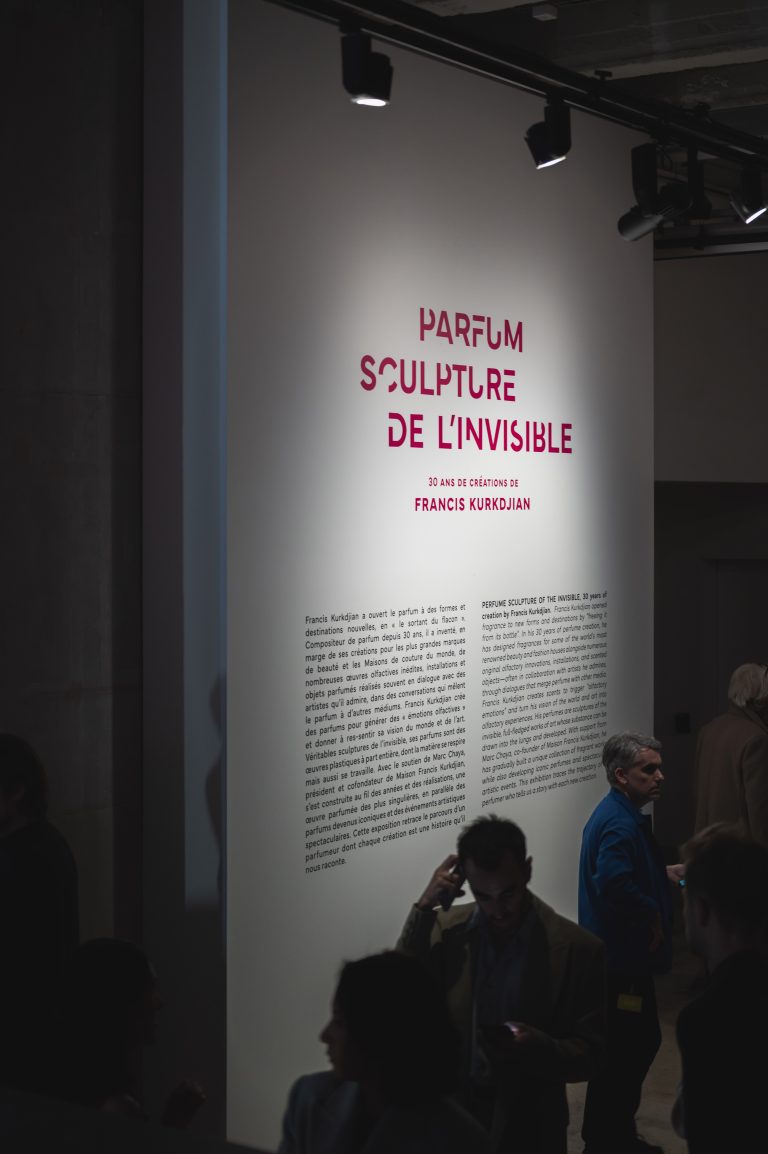 PARFUM
SCULPTURE
DE L'INVISIBLE
30 ANS DE CRÉATIONS DE
FRANCIS KURKDJIAN
Francis Kurkdjian a ouvert le parfum à des formes et
destinations nouvelles, en « le sortant du flacon ».
Compositeur de parfum depuis 30 ans, il a inventé, en
marge de ses créations pour les plus grandes marques
de beauté et les Maisons de couture du monde, de
nombreuses œuvres olfactives inédites, installations et
objets parfumés réalisés souvent en dialogue avec des
artistes qu'il admire, dans des conversations qui mêlent
le parfum à d'autres médiums. Francis Kurkdjian crée
des parfums pour générer des « émotions olfactives »
et donner à res-sentir sa vision du monde et de l'art.
Véritables sculptures de l'invisible, ses parfums sont des
œuvres plastiques à part entière, dont la matière se respire
mais aussi se travaille. Avec le soutien de Marc Chaya,
président et cofondateur de Maison Francis Kurkdjian,
s'est construite au fil des années et des réalisations, une
œuvre parfumée des plus singulières, en parallèle des
parfums devenus iconiques et des événements artistiques
spectaculaires. Cette exposition retrace le parcours d'un
parfumeur dont chaque création est une histoire qu'il
nous raconte.
PERFUME SCULPTURE OF THE INVISIBLE, 30 years of
creation by Francis Kurkdjian. Francis Kurkdjian opened
fragrance to new forms and destinations by "freeing it
from its bottle". In his 30 years of perfume creation, he
has designed fragrances for some of the world's most
renowned beauty and fashion houses alongside numerous
original olfactory innovations, installations, and scented
objects—often in collaboration with artists he admires,
through dialogues that merge perfume with other media.
Francis Kurkdjian creates scents to trigger "olfactory
emotions" and turn his vision of the world and art into
olfactory experiences. His perfumes are sculptures of the
invisible, full-fledged works of art whose substance can be
drawn into the lungs and developed. With support from
Marc Chaya, co-founder of Maison Francis Kurkdjian, he
has gradually built a unique collection of fragrant works
while also developing iconic perfumes and spectacular
artistic events. This exhibition traces the trajectory of a
perfumer who tells us a story with each new creation.